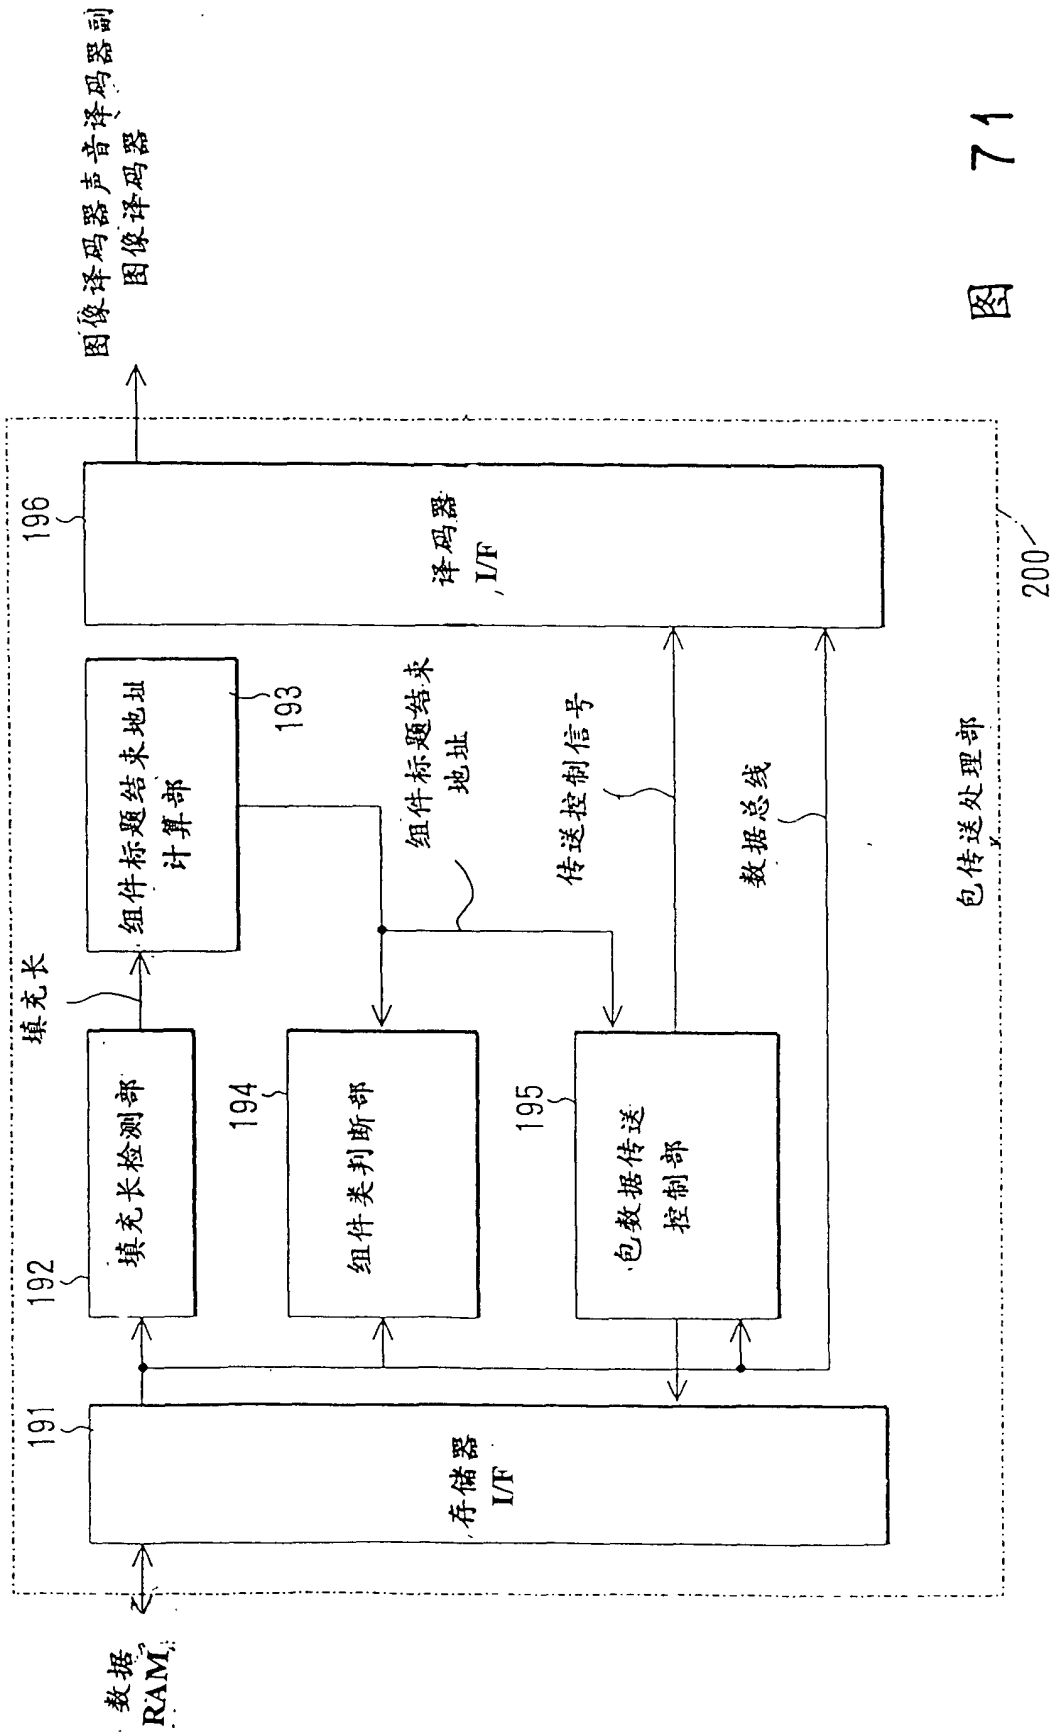 数据
RAM
191
存储器
I/F
192
填充长检测部
填充长
组件标题结束地址
计算部
193
194
组件类判断部
组件标题结束
地址
195
包数据传送
控制部
传送控制信号
数据总线
196
译码器
I/F
图像译码器声音译码器副
图像译码器
包传送处理部
200
图 71